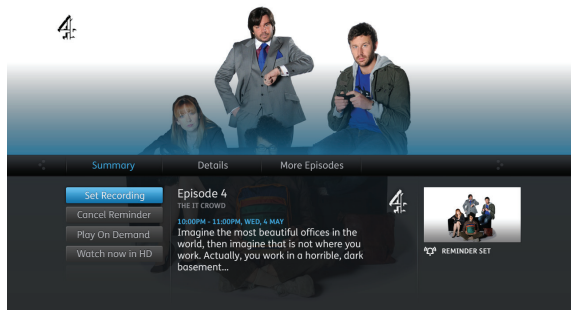 4
Summary
Details
More Episodes
Set Recording
Cancel Reminder
Play On Demand
Watch now in HD
Episode 4
THE IT CROWD
10:00PM - 11:00PM, WED, 4 MAY
Imagine the most beautiful offices in the
world, then imagine that is not where you
work. Actually, you work in a horrible, dark
basement...
4
REMINDER SET